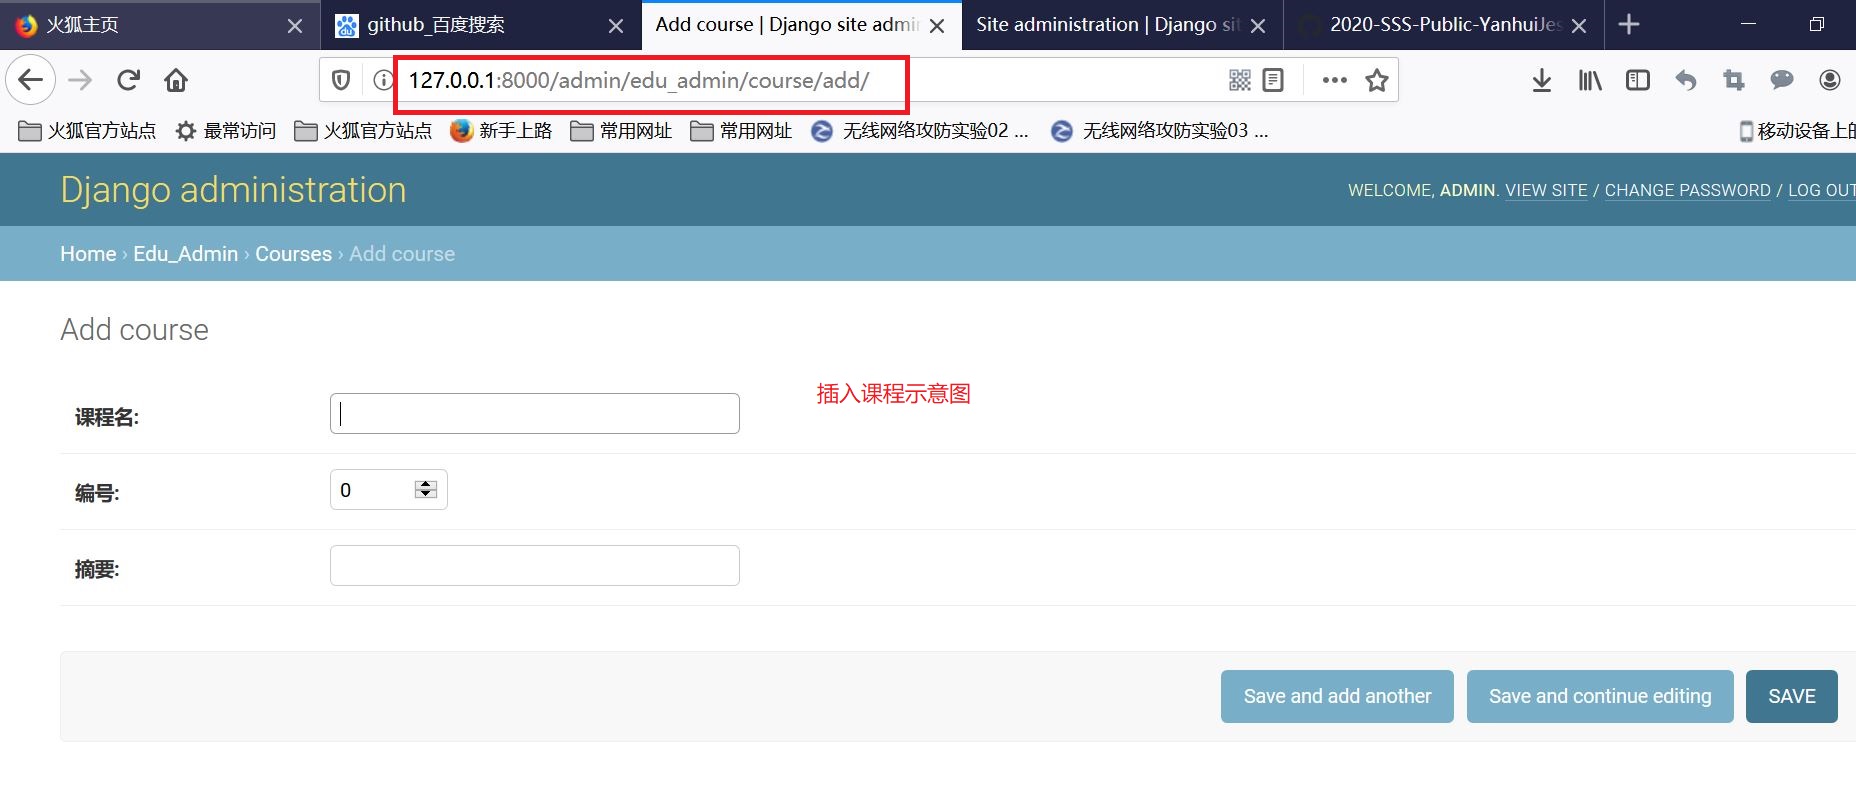 火狐主页
github_百度搜索
Add course | Django site admi
Site administration | Django sit
2020-SSS-Public-YanhuiJes
127.0.0.1:8000/admin/edu_admin/course/add/
火狐官方站点
最常访问
火狐官方站点
新手上路
常用网址
常用网址
无线网络攻防实验02 ...
无线网络攻防实验03 ...
移动设备上的
Django administration
WELCOME, ADMIN. VIEW SITE / CHANGE PASSWORD / LOG OUT
Home › Edu_Admin › Courses › Add course
Add course
插入课程示意图
课程名:
编号:
0
摘要:
Save and add another
Save and continue editing
SAVE